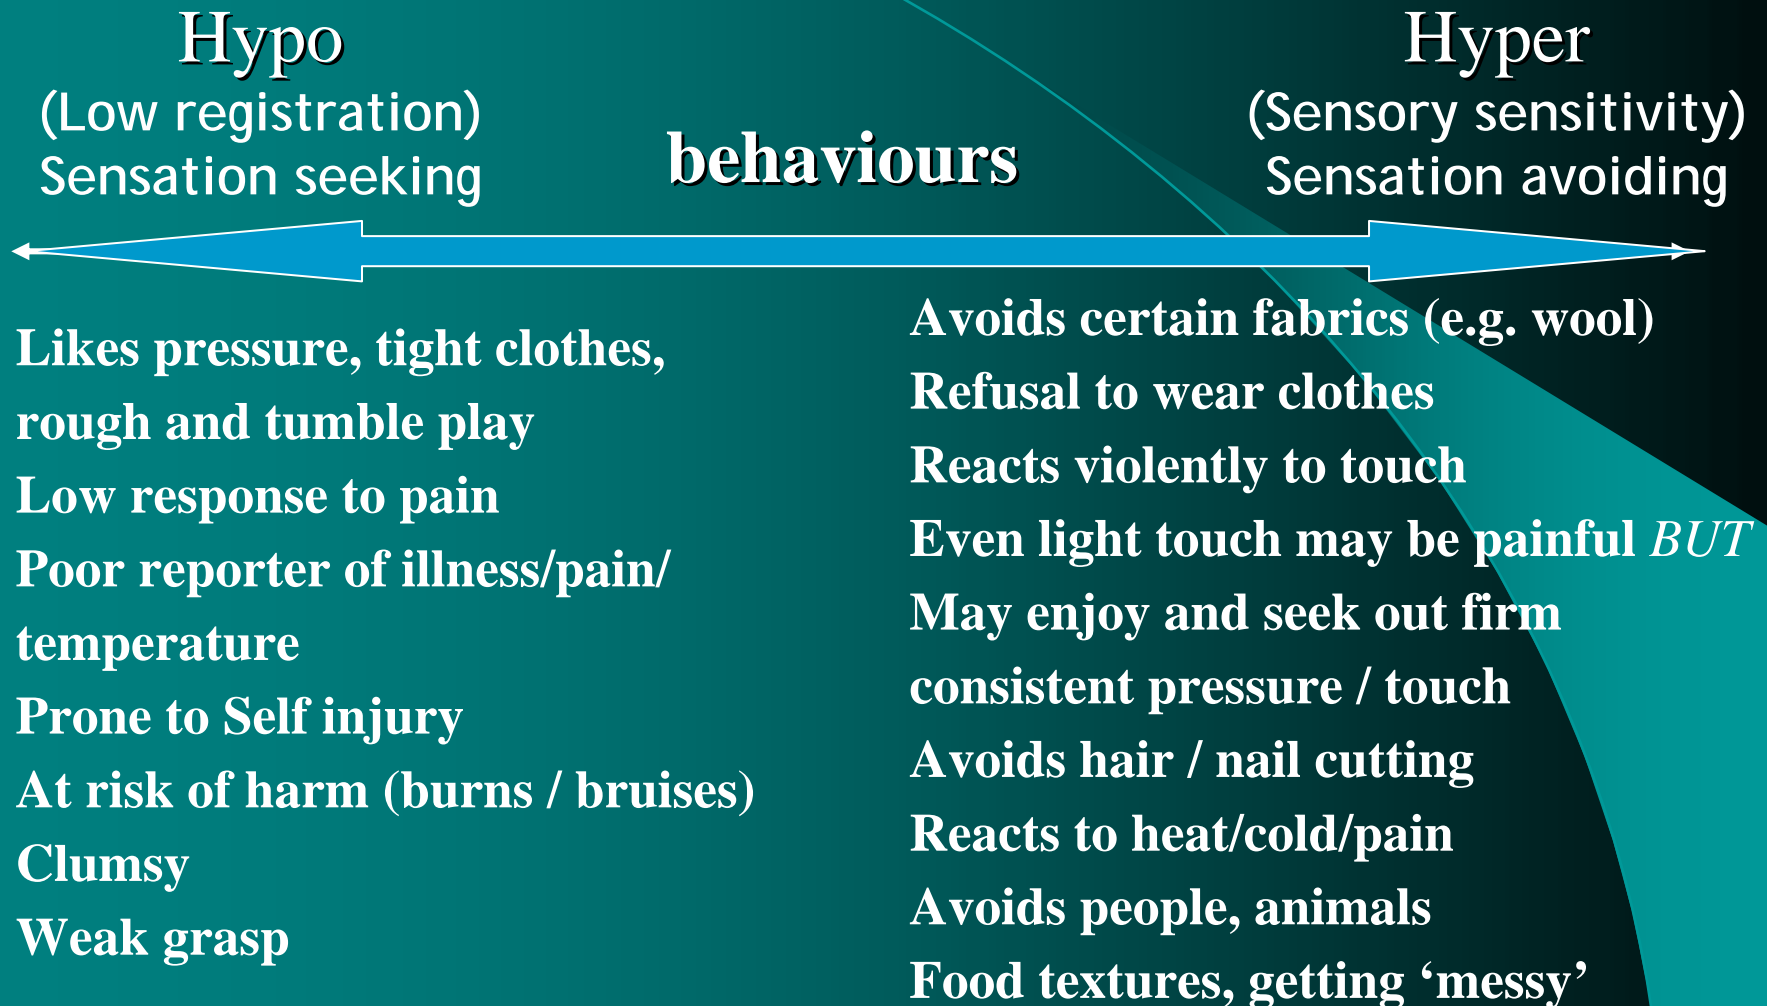 Hypo
(Low registration)
Sensation seeking
behaviours
Hyper
(Sensory sensitivity)
Sensation avoiding
Likes pressure, tight clothes,
rough and tumble play
Low response to pain
Poor reporter of illness/pain/
temperature
Prone to Self injury
At risk of harm (burns / bruises)
Clumsy
Weak grasp
Avoids certain fabrics (e.g. wool)
Refusal to wear clothes
Reacts violently to touch
Even light touch may be painful BUT
May enjoy and seek out firm
consistent pressure / touch
Avoids hair / nail cutting
Reacts to heat/cold/pain
Avoids people, animals
Food textures, getting ‘messy’